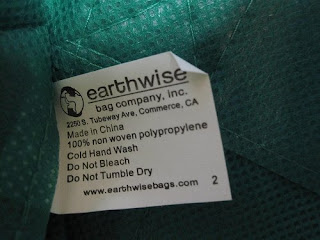 earthwise
bag company, inc.
2250 S. Tubeway Ave, Commerce, CA
Made in China
100% non woven polypropylene
Cold Hand Wash
Do Not Bleach
Do Not Tumble Dry
www.earthwisebags.com 2